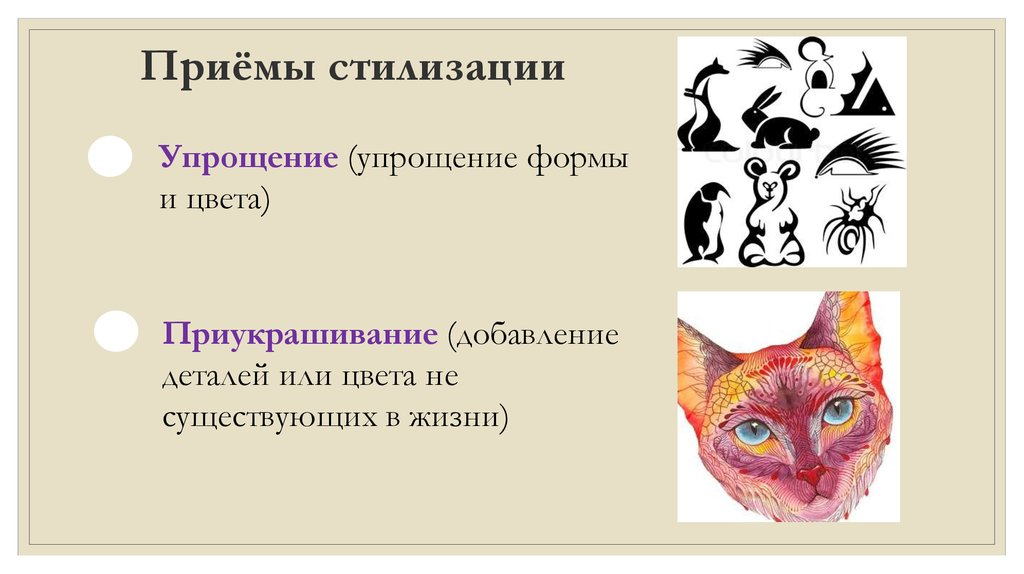 Приёмы стилизации
Упрощение (упрощение формы
и цвета)
Приукрашивание (добавление
деталей или цвета не
существующих в жизни)